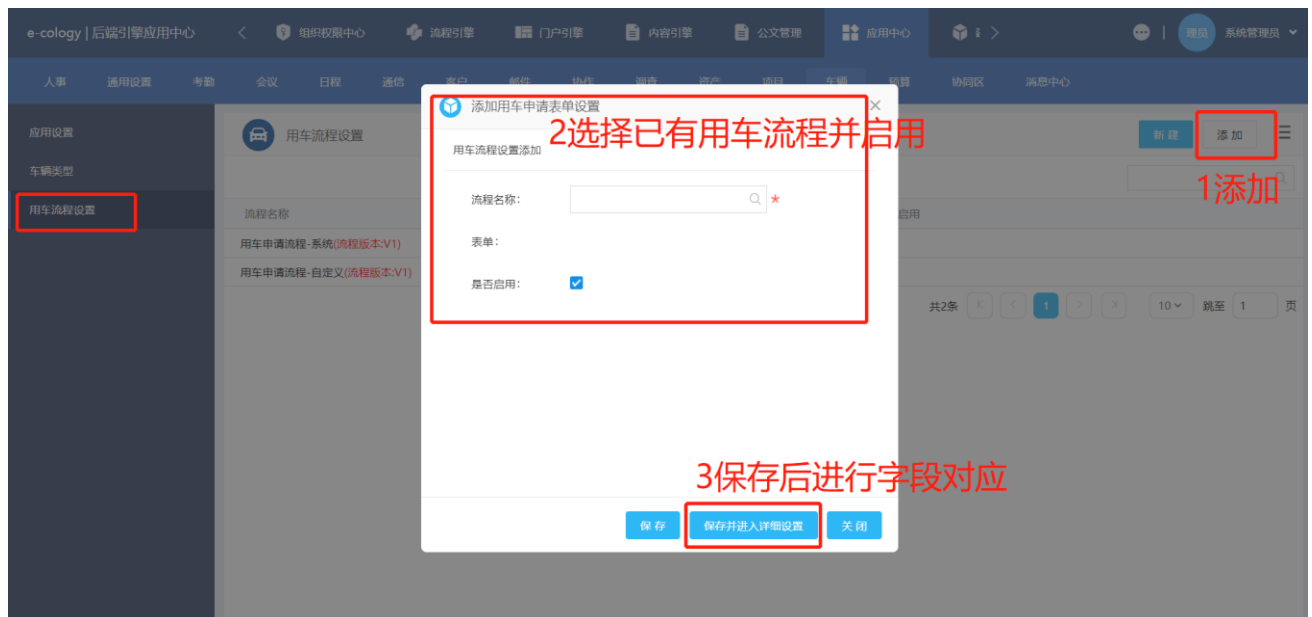 e-cology | 后端引擎应用中心 组织权限中心 流程引擎 门户引擎 内容引擎 公文管理 应用中心 理员 系统管理员
人事 通用设置 考勤 会议 日程 通信 客户 邮件 协作 调查 资产 项目 车辆 预算 协同区 消息中心
应用设置
车辆类型
用车流程设置
用车流程设置
新建 添加
1添加
流程名称 启用
用车申请流程-系统(流程版本:V1)
用车申请流程-自定义(流程版本:V1)
共2条 1 10 跳至 1 页
添加用车申请表单设置
2选择已有用车流程并启用
用车流程设置添加
流程名称: *
表单:
是否启用:
3保存后进行字段对应
保存 保存并进入详细设置 关闭